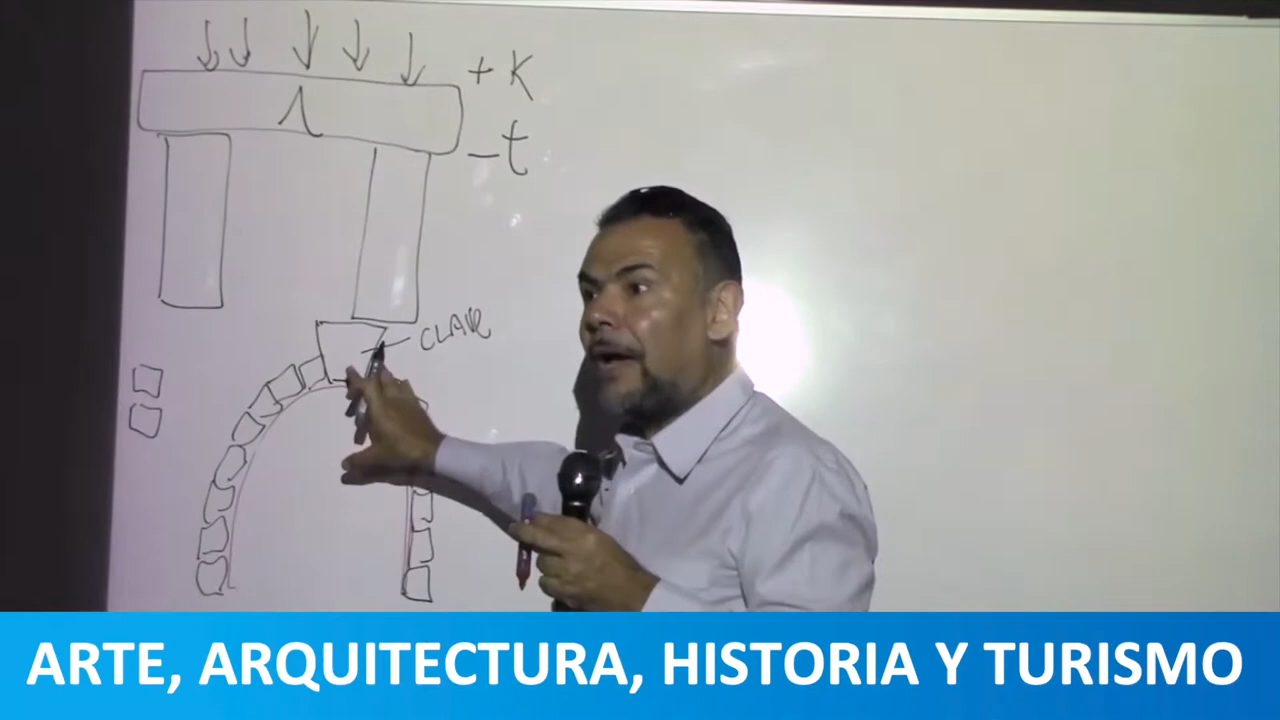 + K
- t
CLAVE
ARTE, ARQUITECTURA, HISTORIA Y TURISMO